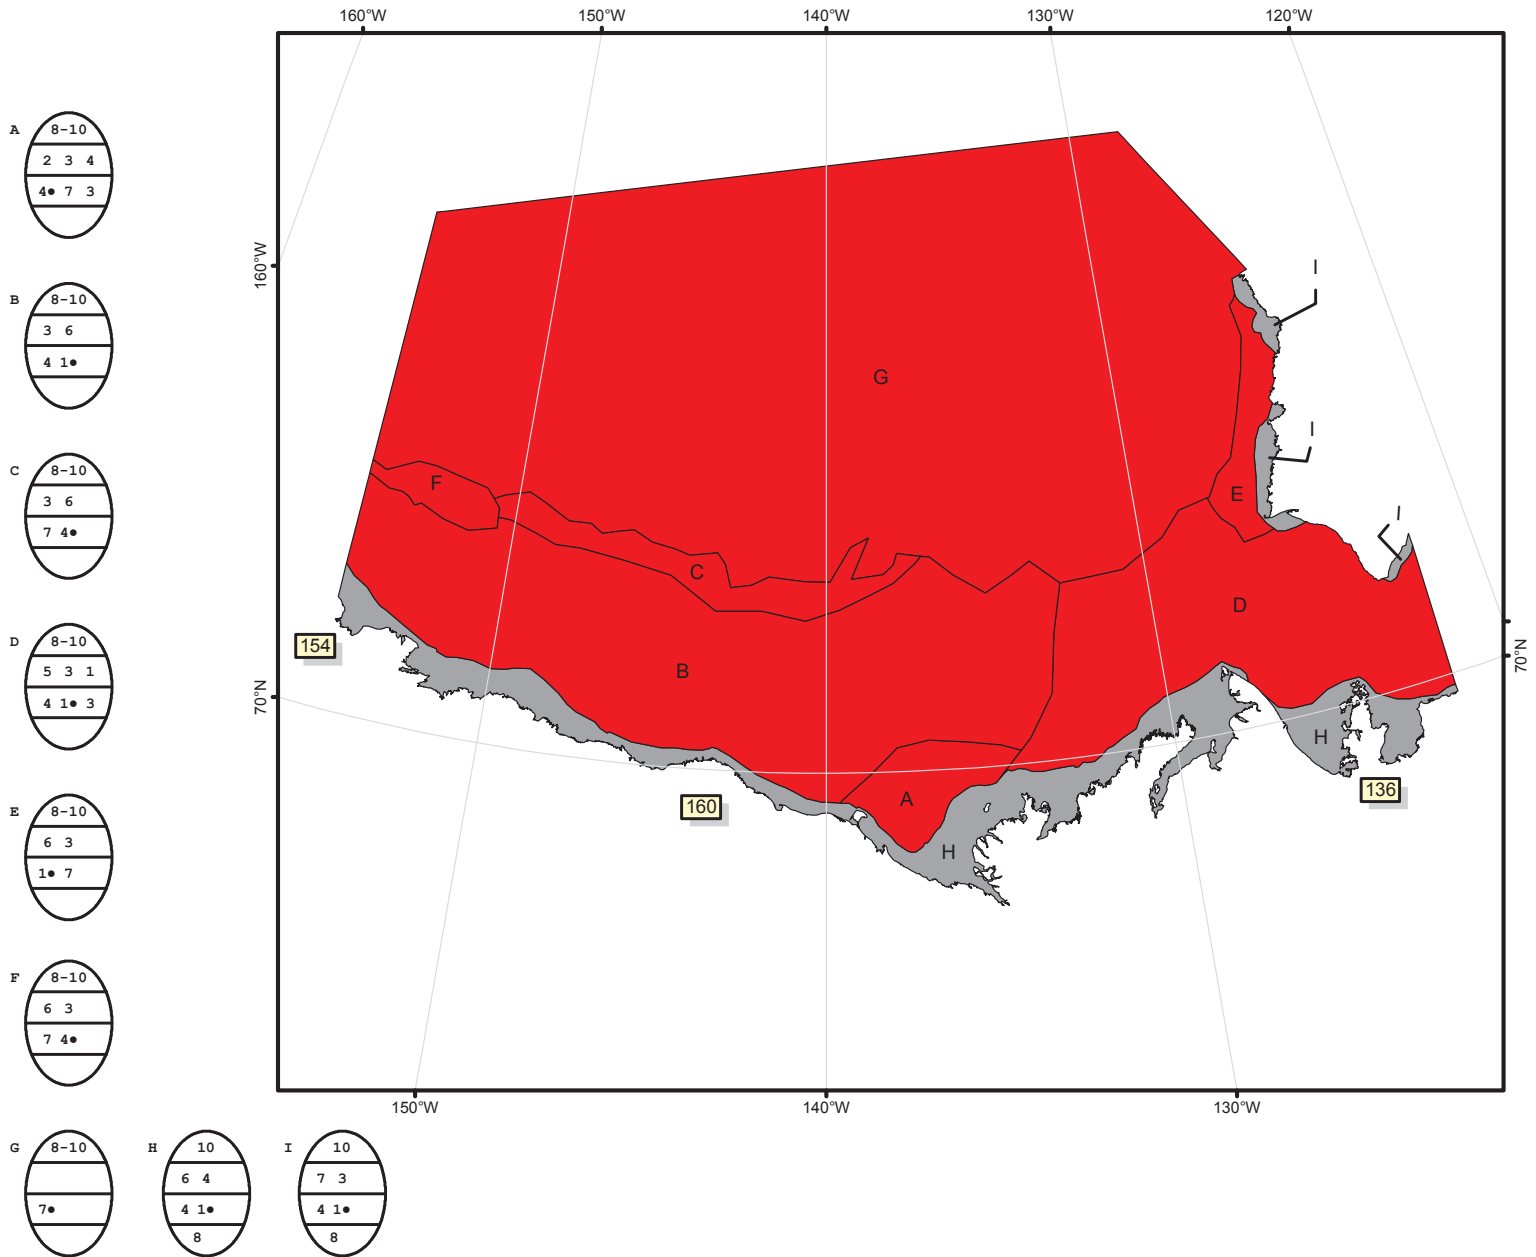 160°W 150°W 140°W 130°W 120°W
A 8-10
2 3 4
4• 7 3
B 8-10
3 6
4 1•
C 8-10
3 6
7 4•
D 8-10
5 3 1
4 1• 3
E 8-10
6 3
1• 7
F 8-10
6 3
7 4•
G 8-10
7•
H 10
6 4
4 1•
8
I 10
7 3
4 1•
8
160°W
70°N
I
G
I
F
E
I
C
D
154
B
70°N
H
136
A
160
H
150°W 140°W 130°W